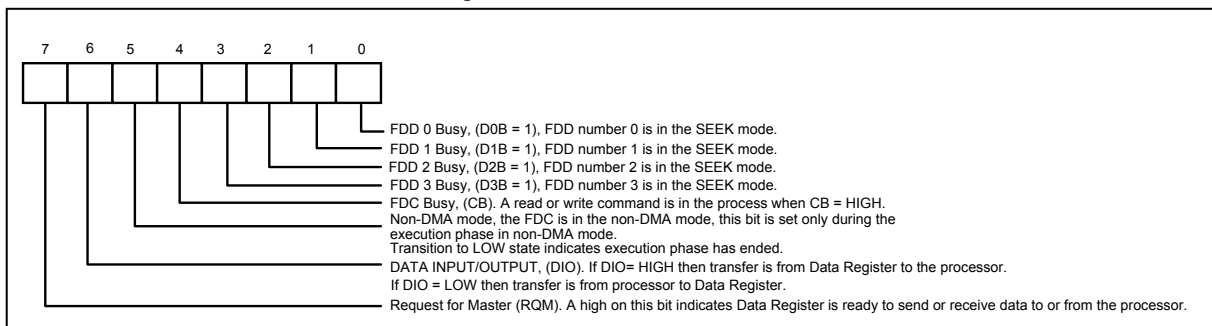 7 6 5 4 3 2 1 0
FDD 0 Busy, (D0B = 1), FDD number 0 is in the SEEK mode.
FDD 1 Busy, (D1B = 1), FDD number 1 is in the SEEK mode.
FDD 2 Busy, (D2B = 1), FDD number 2 is in the SEEK mode.
FDD 3 Busy, (D3B = 1), FDD number 3 is in the SEEK mode.
FDC Busy, (CB). A read or write command is in the process when CB = HIGH.
Non-DMA mode, the FDC is in the non-DMA mode, this bit is set only during the
execution phase in non-DMA mode.
Transition to LOW state indicates execution phase has ended.
DATA INPUT/OUTPUT, (DIO). If DIO= HIGH then transfer is from Data Register to the processor.
If DIO = LOW then transfer is from processor to Data Register.
Request for Master (RQM). A high on this bit indicates Data Register is ready to send or receive data to or from the processor.